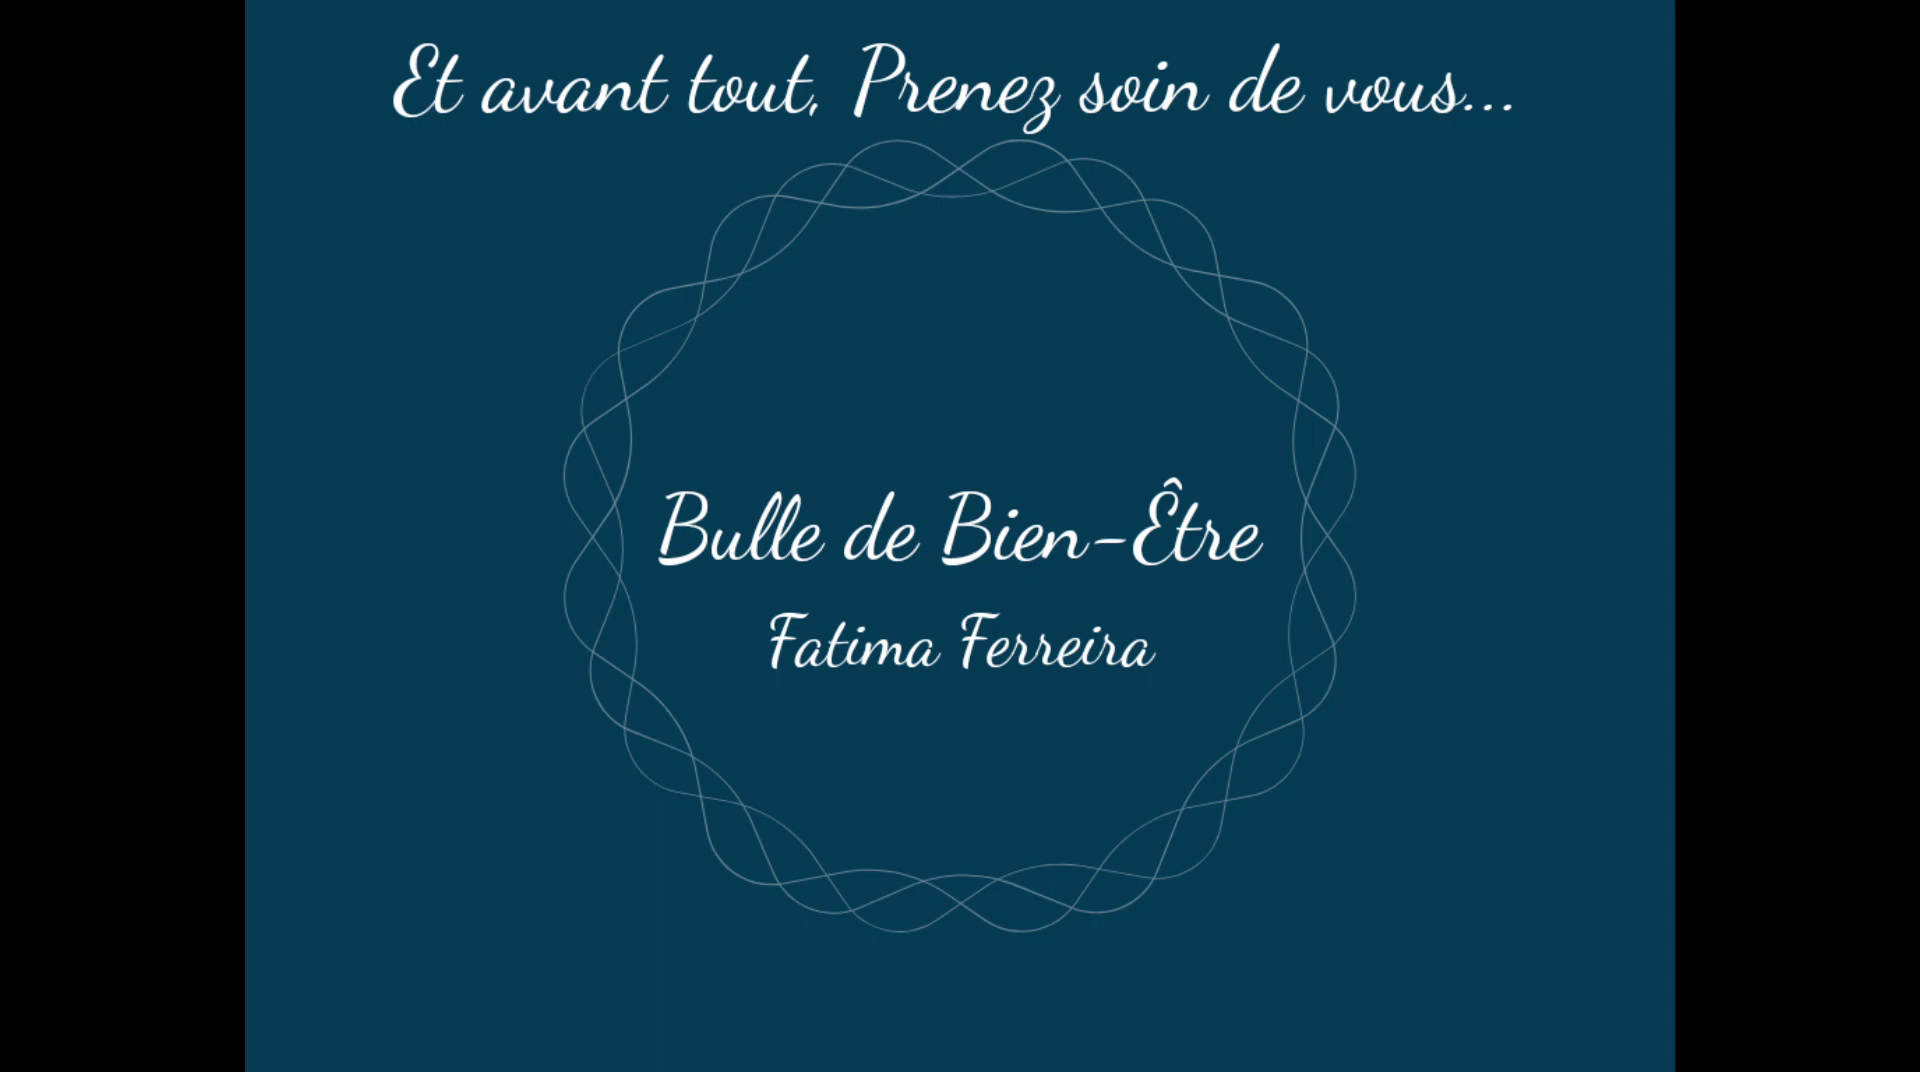 Et avant tout, Prenez soin de vous...
Bulle de Bien-Être
Fatima Ferreira